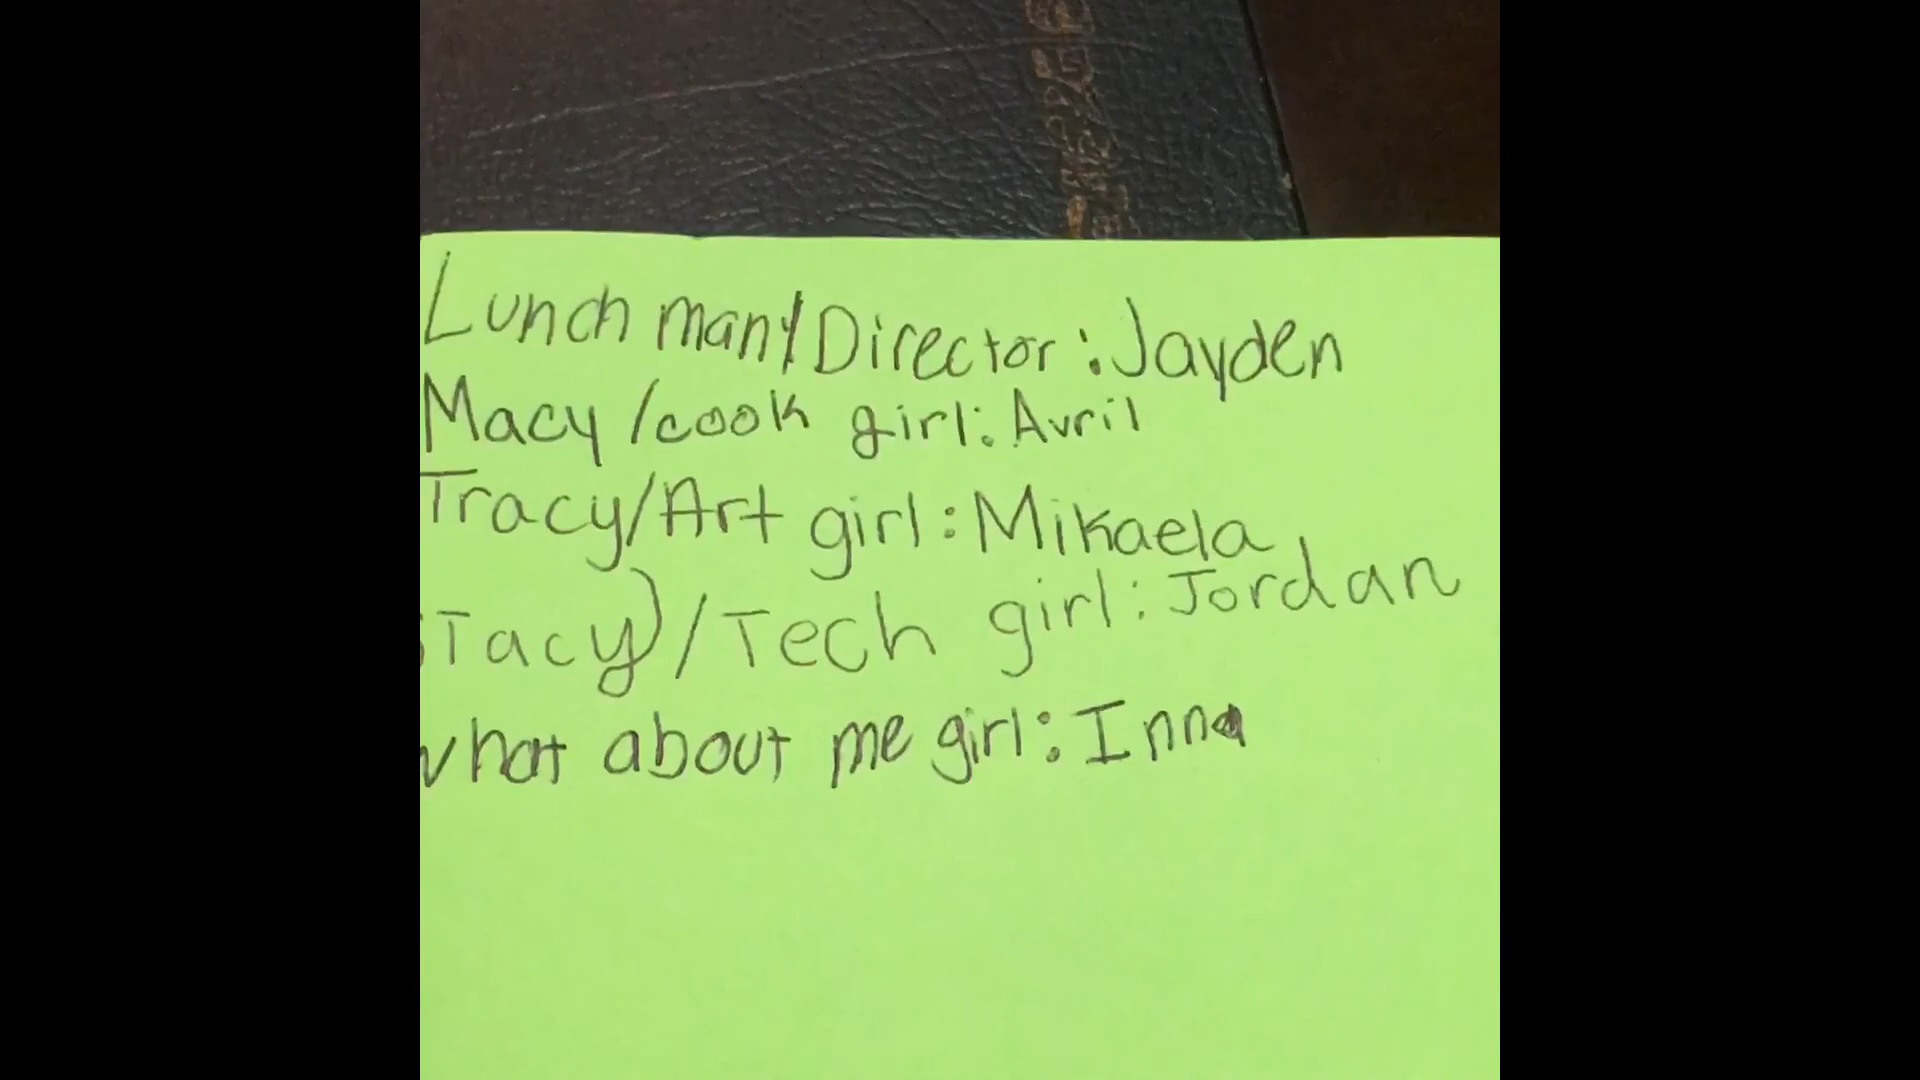 Lunch man/Director: Jayden
Macy/cook girl: Avril
Tracy/Art girl: Mikaela
Stacy/Tech girl: Jordan
what about me girl: Inna